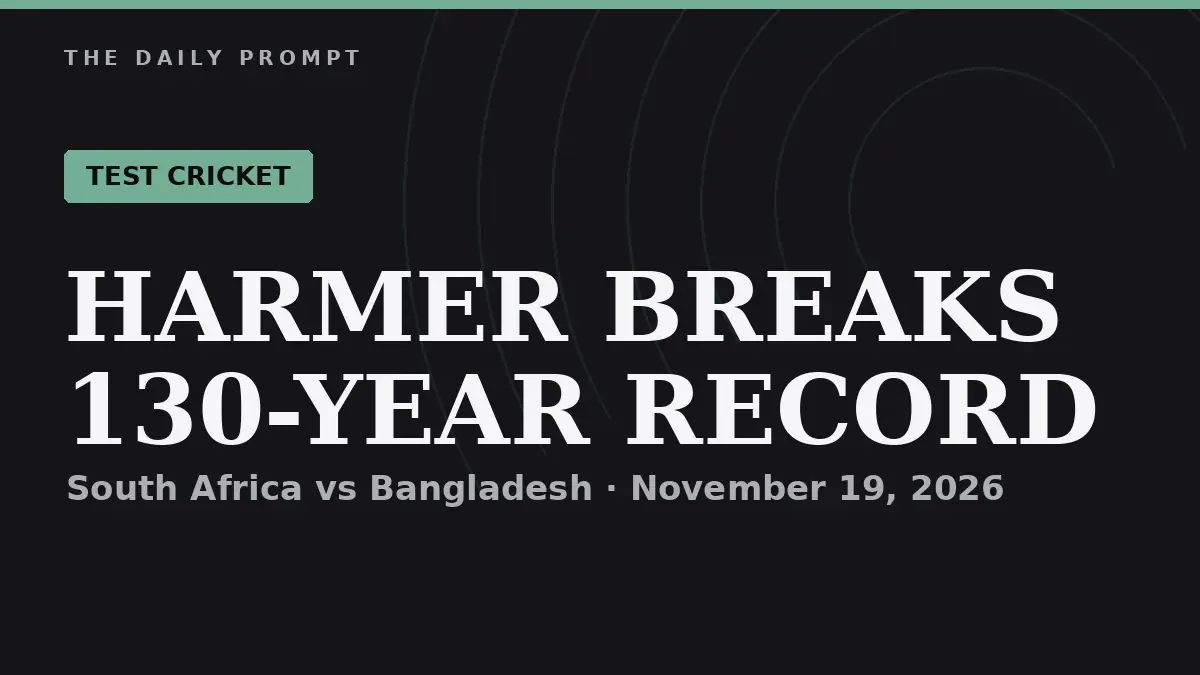 THE DAILY PROMPT
TEST CRICKET
HARMER BREAKS
130-YEAR RECORD
South Africa vs Bangladesh · November 19, 2026